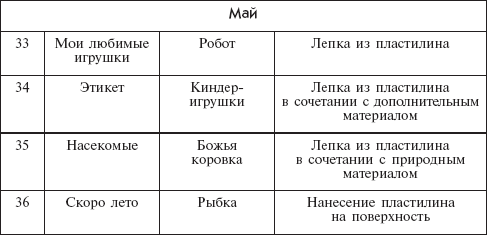 Май
33 Мои любимые Робот Лепка из пластилина
игрушки
34 Этикет Киндер- Лепка из пластилина
игрушки в сочетании с дополнительным
материалом
35 Насекомые Божья Лепка из пластилина
коровка в сочетании с природным
материалом
36 Скоро лето Рыбка Нанесение пластилина
на поверхность